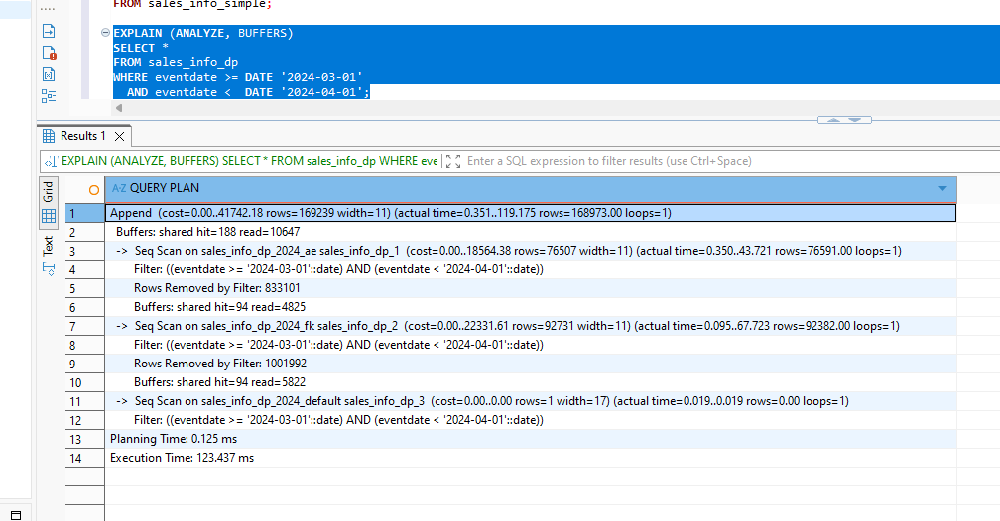 FROM sales_info_simple;
EXPLAIN (ANALYZE, BUFFERS)
SELECT *
FROM sales_info_dp
WHERE eventdate >= DATE '2024-03-01'
AND eventdate < DATE '2024-04-01';
Results 1
EXPLAIN (ANALYZE, BUFFERS) SELECT * FROM sales_info_dp WHERE eve
Enter a SQL expression to filter results (use Ctrl+Space)
Grid
Text
A-Z QUERY PLAN
1 Append (cost=0.00..41742.18 rows=169239 width=11) (actual time=0.351..119.175 rows=168973.00 loops=1)
2 Buffers: shared hit=188 read=10647
3 -> Seq Scan on sales_info_dp_2024_ae sales_info_dp_1 (cost=0.00..18564.38 rows=76507 width=11) (actual time=0.350..43.721 rows=76591.00 loops=1)
4 Filter: ((eventdate >= '2024-03-01'::date) AND (eventdate < '2024-04-01'::date))
5 Rows Removed by Filter: 833101
6 Buffers: shared hit=94 read=4825
7 -> Seq Scan on sales_info_dp_2024_fk sales_info_dp_2 (cost=0.00..22331.61 rows=92731 width=11) (actual time=0.095..67.723 rows=92382.00 loops=1)
8 Filter: ((eventdate >= '2024-03-01'::date) AND (eventdate < '2024-04-01'::date))
9 Rows Removed by Filter: 1001992
10 Buffers: shared hit=94 read=5822
11 -> Seq Scan on sales_info_dp_2024_default sales_info_dp_3 (cost=0.00..0.00 rows=1 width=17) (actual time=0.019..0.019 rows=0.00 loops=1)
12 Filter: ((eventdate >= '2024-03-01'::date) AND (eventdate < '2024-04-01'::date))
13 Planning Time: 0.125 ms
14 Execution Time: 123.437 ms